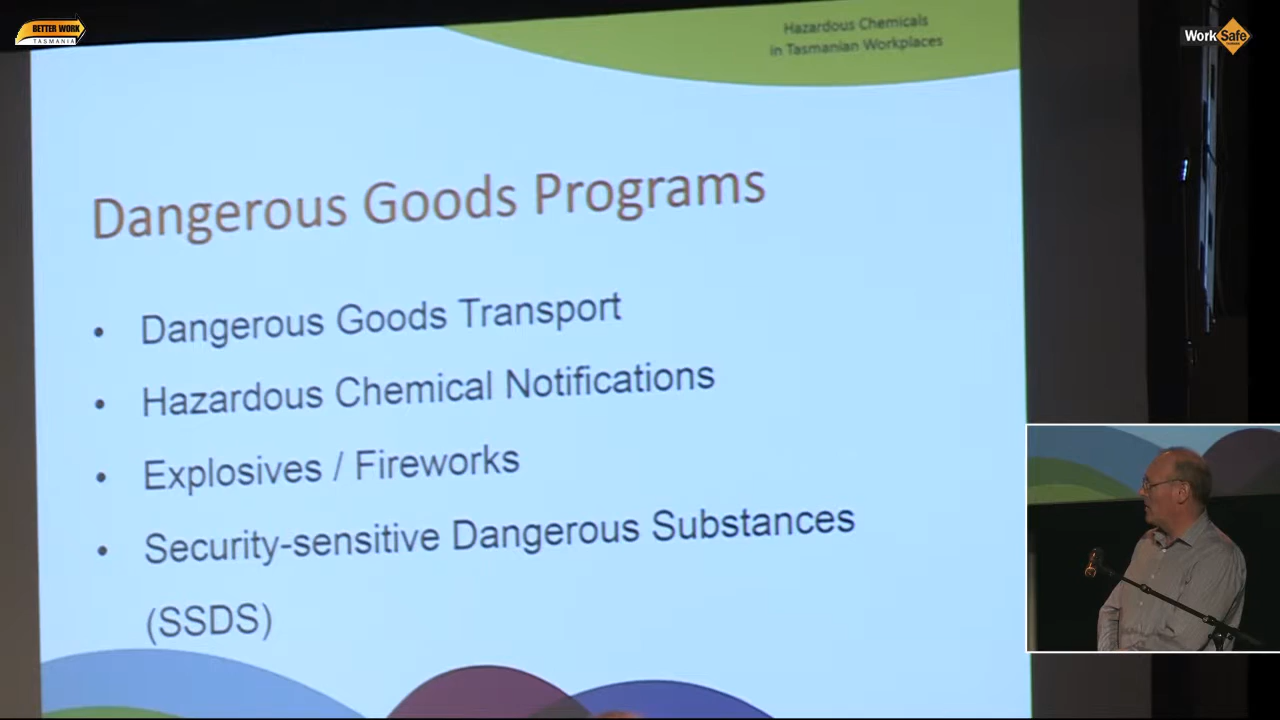 BETTER WORK
TASMANIA
Hazardous Chemicals
in Tasmanian Workplaces
WorkSafe
Dangerous Goods Programs
• Dangerous Goods Transport
• Hazardous Chemical Notifications
• Explosives / Fireworks
• Security-sensitive Dangerous Substances
(SSDS)